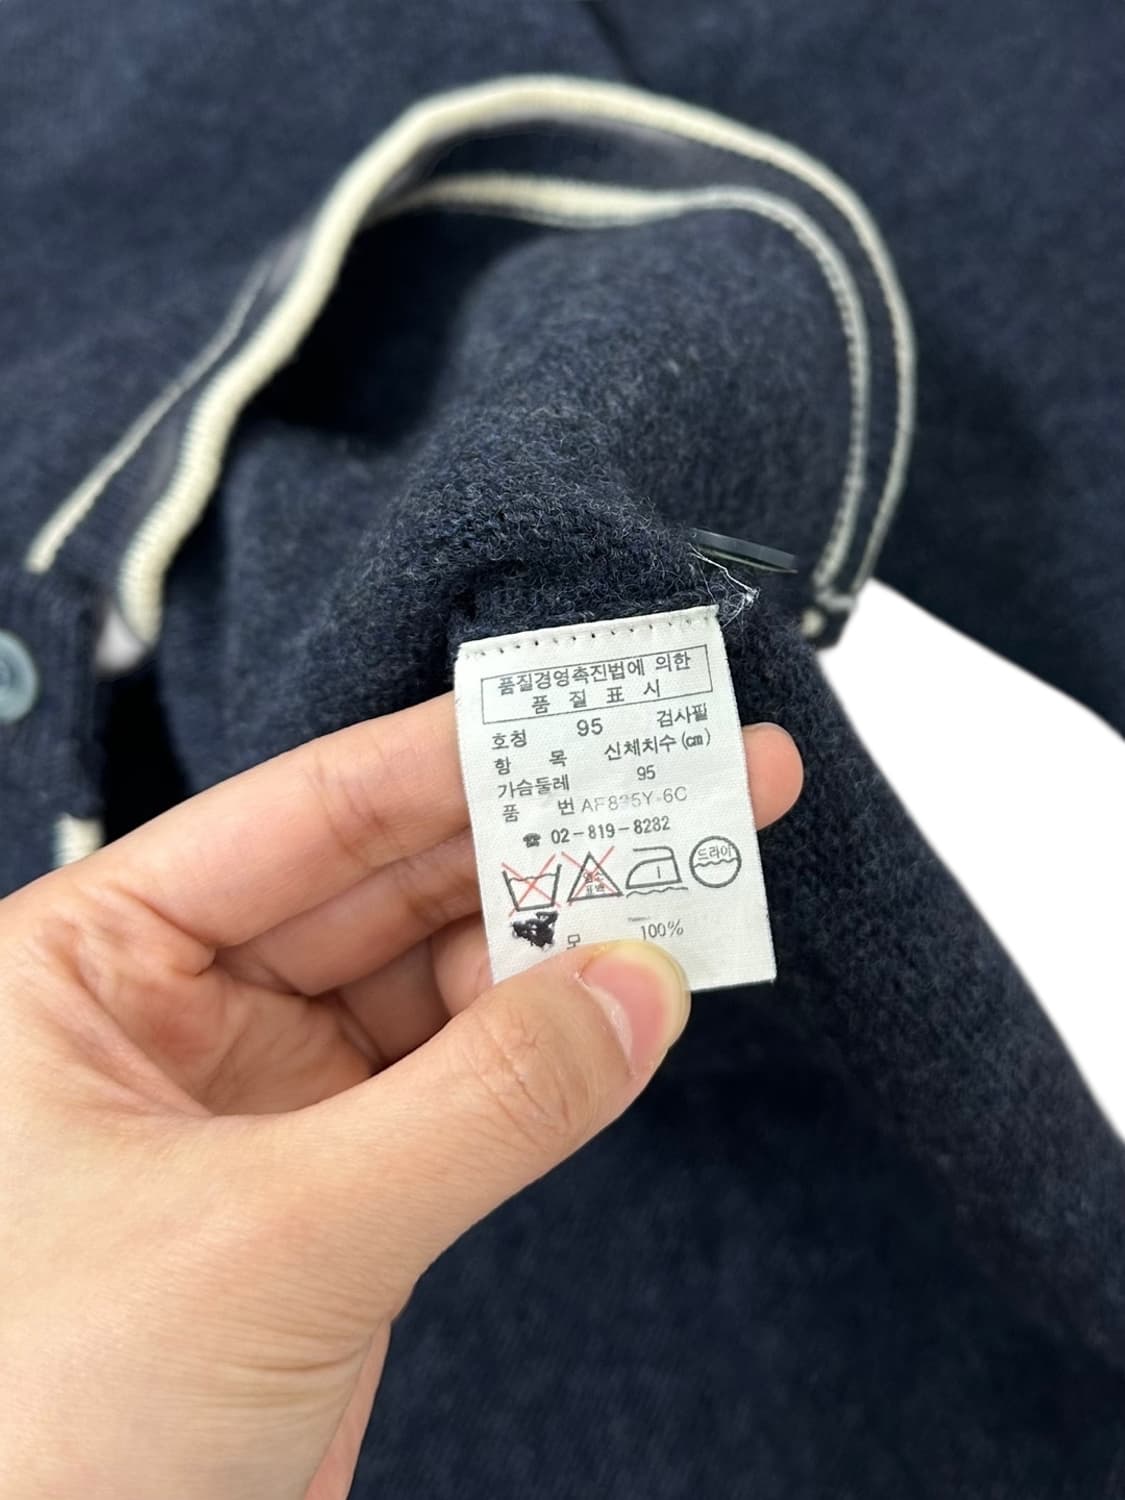 품질경영촉진법에 의한
품 질 표 시
호칭 95 검사필
항 목 신체치수(㎝)
가슴둘레 95
품 번 6C
☎ 02-819-8282
드라이
모 100%